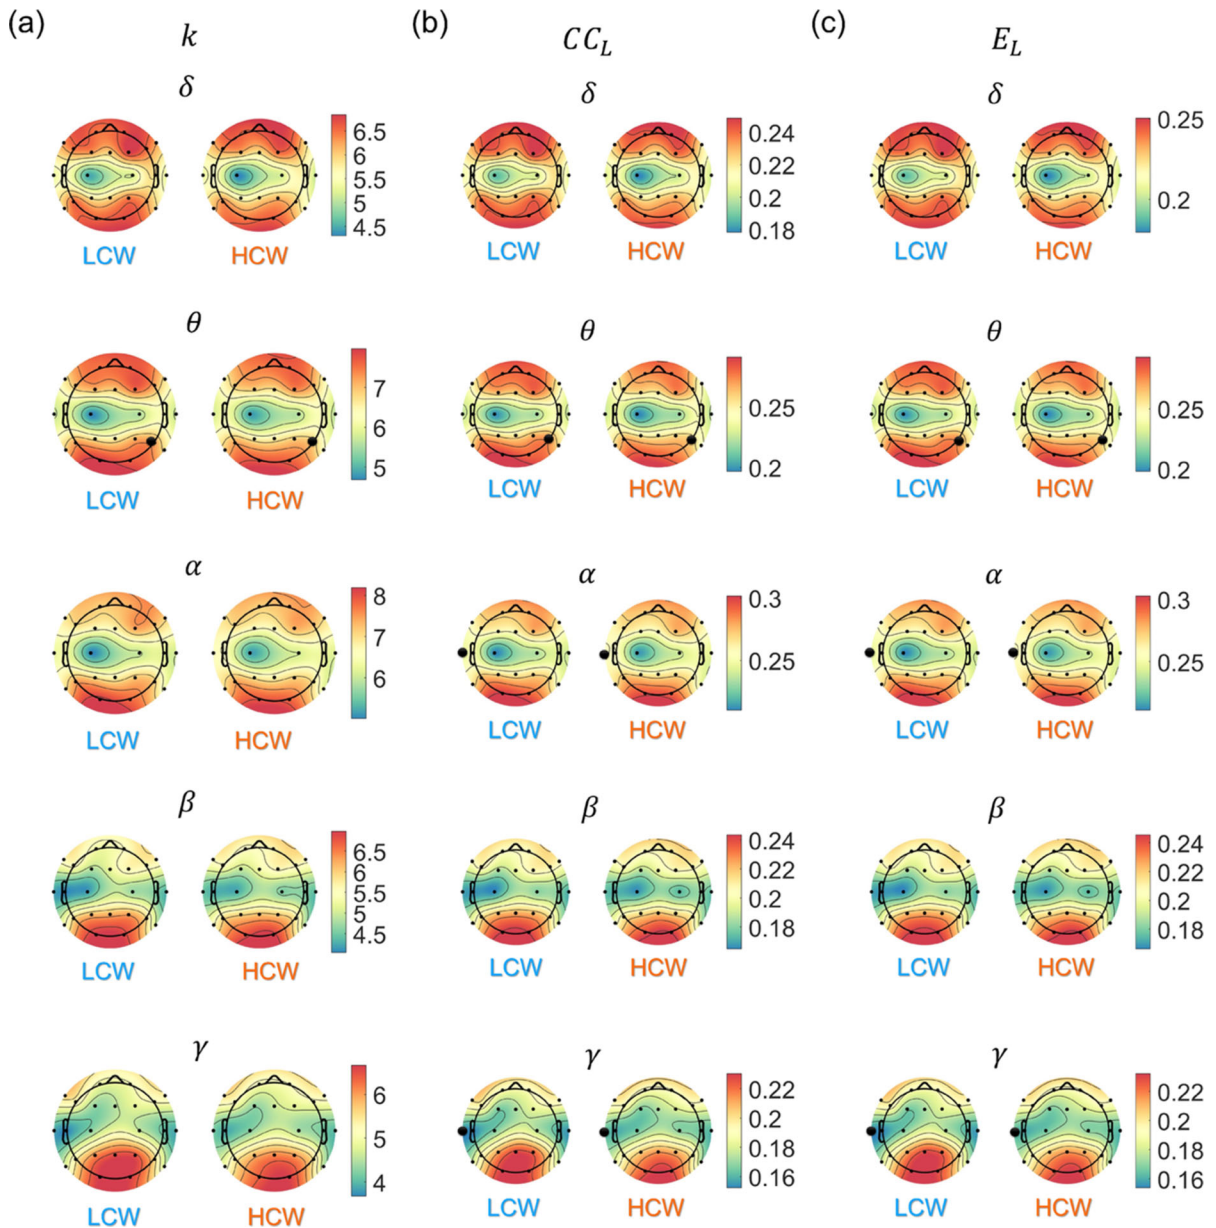 (a) (b) (c)
k CC_L E_L
δ δ δ
6.5 0.24 0.25
6 0.22
5.5 0.2 0.2
5
4.5 0.18
LCW HCW LCW HCW LCW HCW
θ θ θ
7
6 0.25 0.25
5 0.2 0.2
LCW HCW LCW HCW LCW HCW
α α α
8 0.3 0.3
7
6 0.25 0.25
LCW HCW LCW HCW LCW HCW
β β β
6.5 0.24 0.24
6 0.22 0.22
5.5 0.2 0.2
5
4.5 0.18 0.18
LCW HCW LCW HCW LCW HCW
γ γ γ
6 0.22 0.22
0.2 0.2
5 0.18 0.18
4 0.16 0.16
LCW HCW LCW HCW LCW HCW